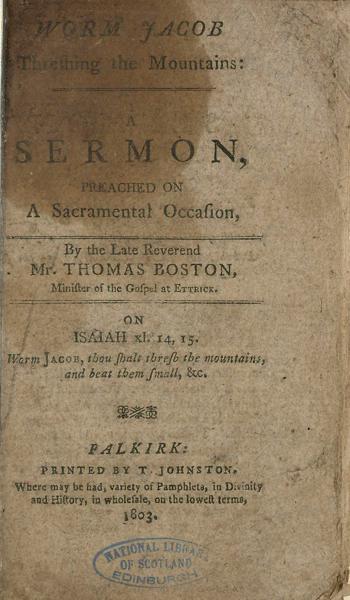 WORM JACOB
Threſhing the Mountains:
A
SERMON,
PREACHED ON
A Sacramental Occaſion,
By the Late Reverend
Mr. THOMAS BOSTON,
Miniſter of the Goſpel at ETTRICK.
ON
ISAIAH xl. 14, 15.
Worm JACOB, thou ſhalt threſh the mountains,
and beat them ſmall, &c.
FALKIRK:
PRINTED BY T. JOHNSTON.
Where may be had, variety of Pamphlets, in Divinity
and Hiſtory, in wholeſale, on the loweſt terms,
1803.
NATIONAL LIBRARY
OF SCOTLAND
EDINBURGH